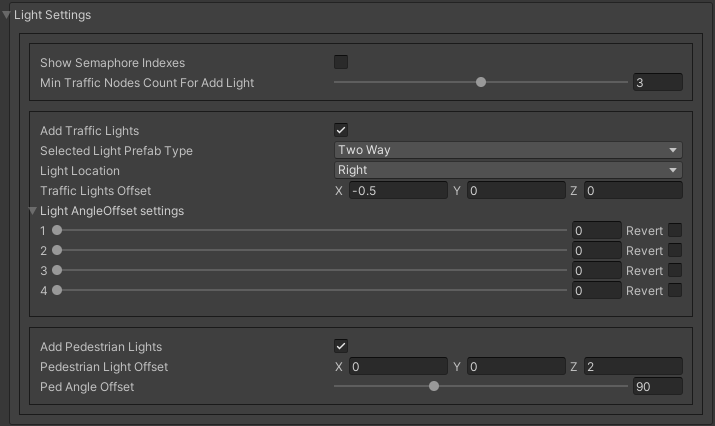 Light Settings
Show Semaphore Indexes
Min Traffic Nodes Count For Add Light 3
Add Traffic Lights
Selected Light Prefab Type Two Way
Light Location Right
Traffic Lights Offset X -0.5 Y 0 Z 0
Light AngleOffset settings
1 0 Revert
2 0 Revert
3 0 Revert
4 0 Revert
Add Pedestrian Lights
Pedestrian Light Offset X 0 Y 0 Z 2
Ped Angle Offset 90